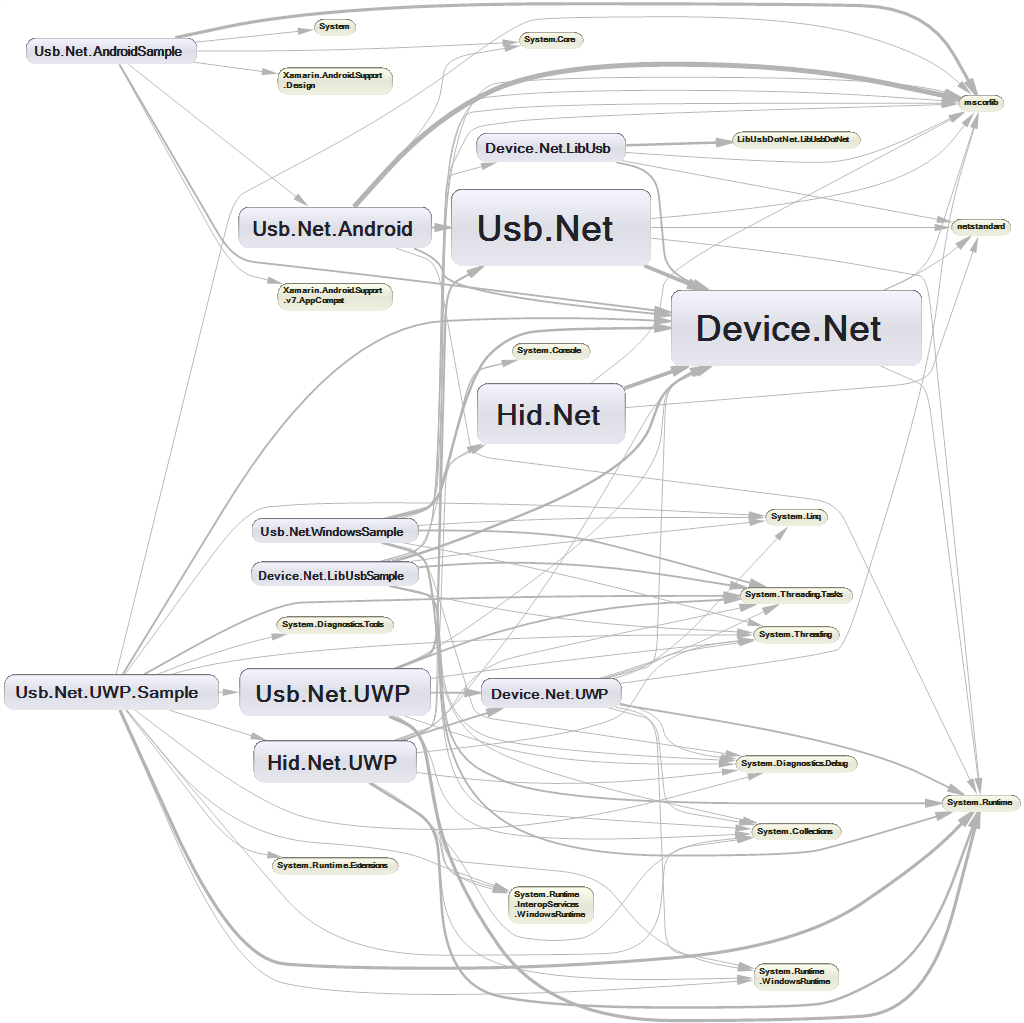 System
System.Core
Usb.Net.AndroidSample
Xamarin.Android.Support
.Design
mscorlib
Device.Net.LibUsb
LibUsbDotNet.LibUsbDotNet
Usb.Net.Android
Usb.Net
netstandard
Xamarin.Android.Support
.v7.AppCompat
Device.Net
System.Console
Hid.Net
System.Linq
Usb.Net.WindowsSample
Device.Net.LibUsbSample
System.Threading.Tasks
System.Diagnostics.Tools
System.Threading
Usb.Net.UWP.Sample
Usb.Net.UWP
Device.Net.UWP
Hid.Net.UWP
System.Diagnostics.Debug
System.Runtime
System.Collections
System.Runtime.Extensions
System.Runtime
.InteropServices
.WindowsRuntime
System.Runtime
.WindowsRuntime